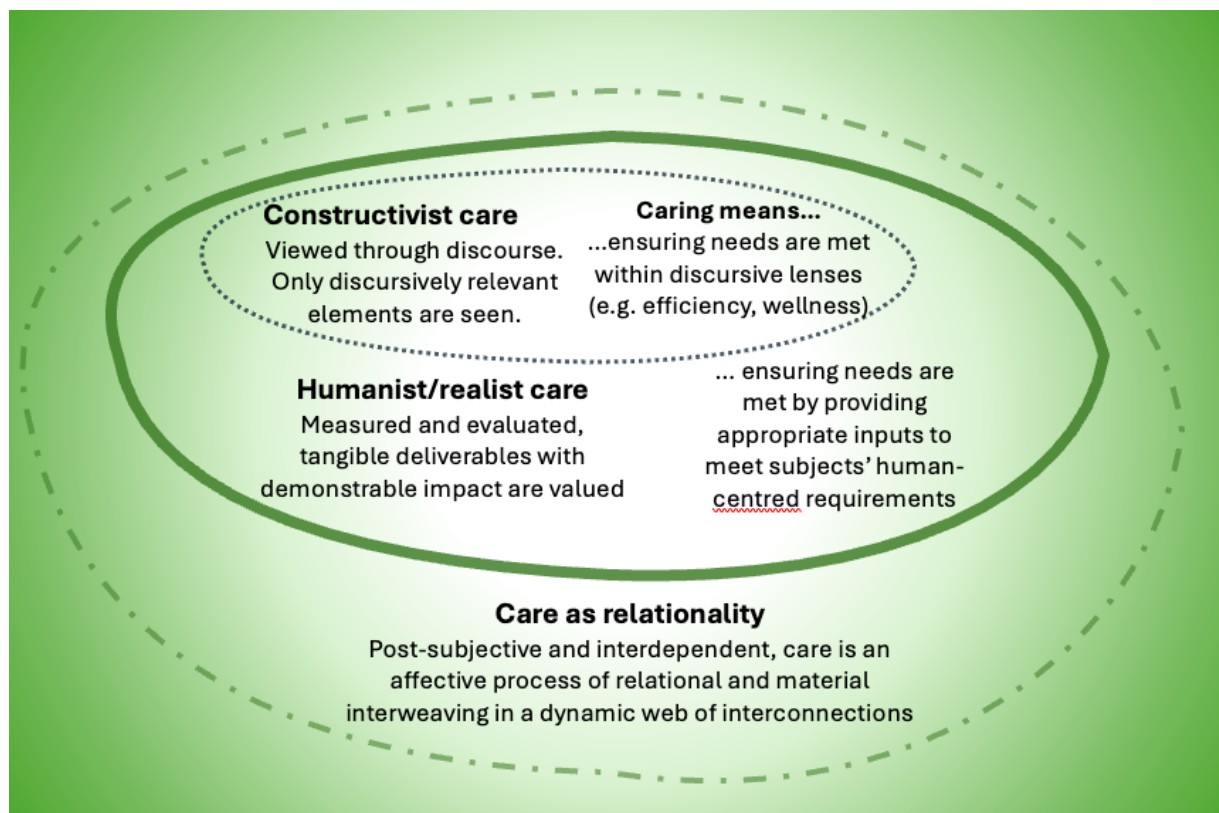 Constructivist care
Viewed through discourse.
Only discursively relevant
elements are seen.
Caring means...
...ensuring needs are met
within discursive lenses
(e.g. efficiency, wellness)
Humanist/realist care
Measured and evaluated,
tangible deliverables with
demonstrable impact are valued
... ensuring needs are
met by providing
appropriate inputs to
meet subjects’ human-
centred requirements
Care as relationality
Post-subjective and interdependent, care is an
affective process of relational and material
interweaving in a dynamic web of interconnections